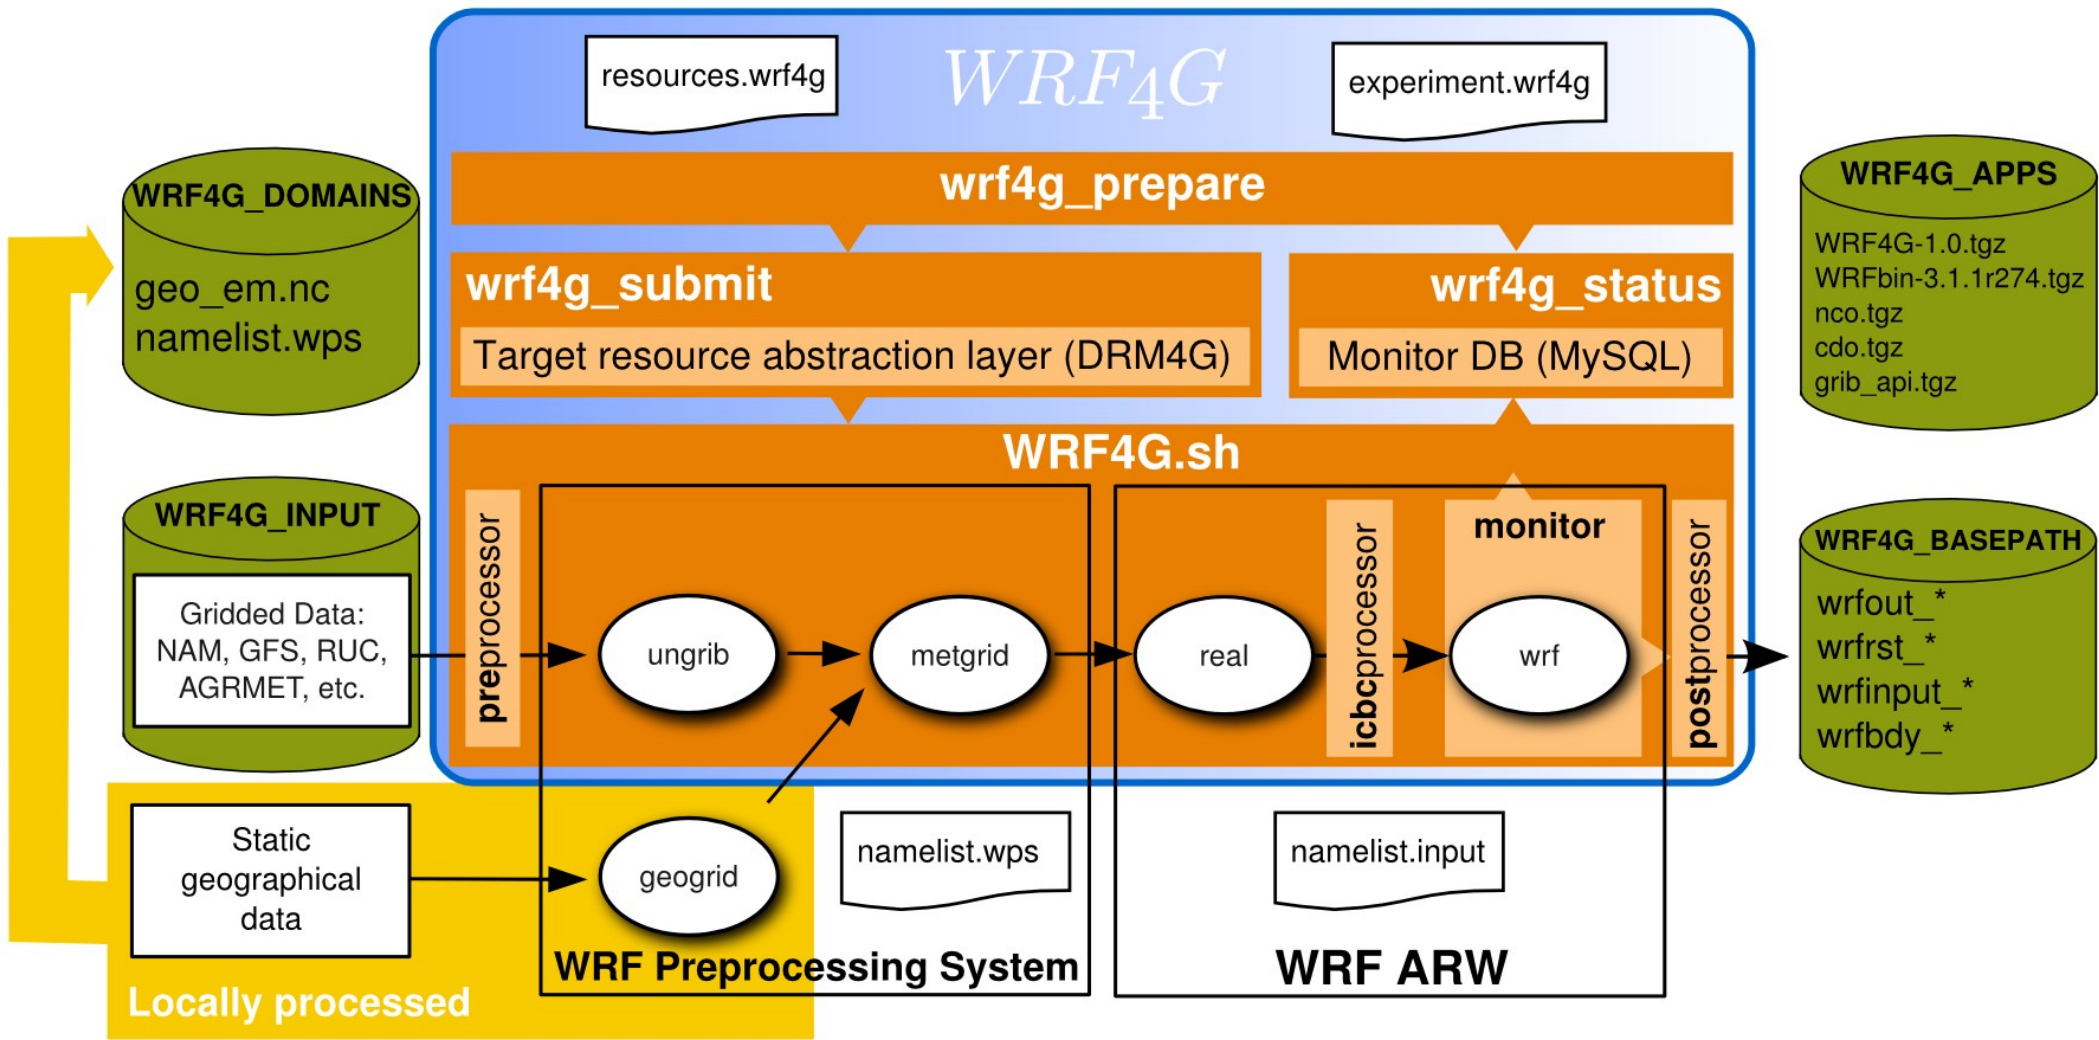 resources.wrf4g
WRF4G
experiment.wrf4g
wrf4g_prepare
wrf4g_submit
Target resource abstraction layer (DRM4G)
wrf4g_status
Monitor DB (MySQL)
WRF4G_DOMAINS
geo_em.nc
namelist.wps
WRF4G_APPS
WRF4G-1.0.tgz
WRFbin-3.1.1r274.tgz
nco.tgz
cdo.tgz
grib_api.tgz
WRF4G.sh
WRF4G_INPUT
Gridded Data:
NAM, GFS, RUC,
AGRMET, etc.
preprocessor
ungrib
metgrid
real
icbcprocessor
monitor
wrf
postprocessor
WRF4G_BASEPATH
wrfout_*
wrfrst_*
wrfinput_*
wrfbdy_*
Static
geographical
data
geogrid
namelist.wps
namelist.input
WRF Preprocessing System
WRF ARW
Locally processed